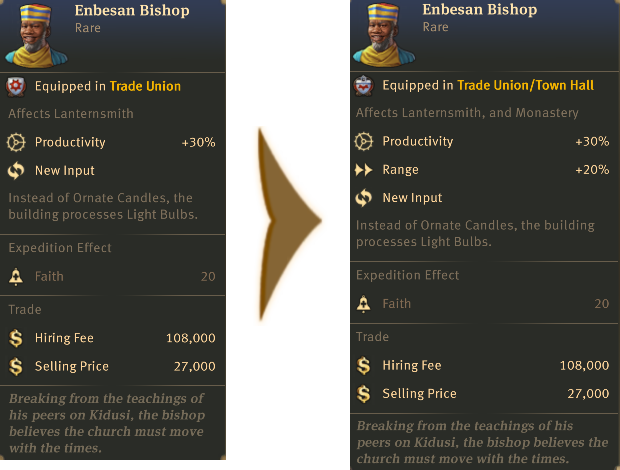 Enbesan Bishop
Rare
Equipped in Trade Union
Affects Lanternsmith
Productivity +30%
New Input
Instead of Ornate Candles, the
building processes Light Bulbs.
Expedition Effect
Faith 20
Trade
Hiring Fee 108,000
Selling Price 27,000
Breaking from the teachings of
his peers on Kidusi, the bishop
believes the church must move
with the times.
Enbesan Bishop
Rare
Equipped in Trade Union/Town Hall
Affects Lanternsmith, and Monastery
Productivity +30%
Range +20%
New Input
Instead of Ornate Candles, the building
processes Light Bulbs.
Expedition Effect
Faith 20
Trade
Hiring Fee 108,000
Selling Price 27,000
Breaking from the teachings of his
peers on Kidusi, the bishop believes the
church must move with the times.